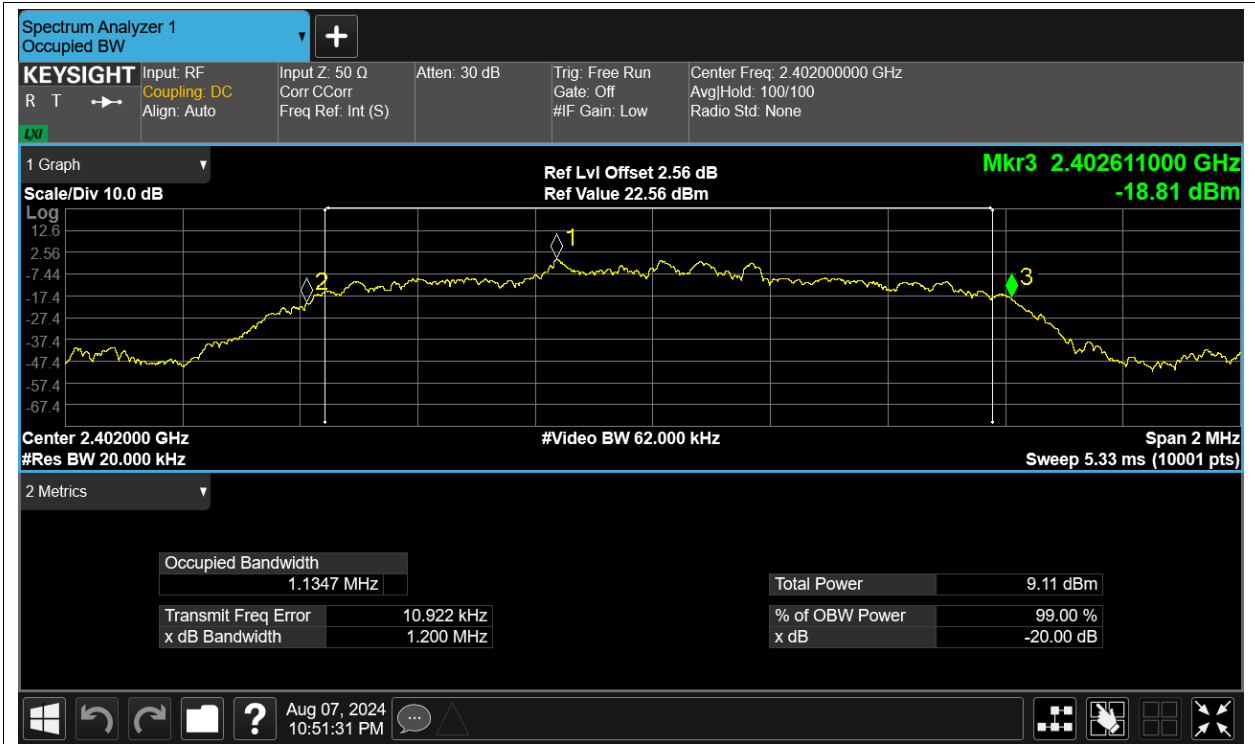 Spectrum Analyzer 1
Occupied BW
KEYSIGHT
R T
LXI
Input: RF
Coupling: DC
Align: Auto
Input Z: 50 Ω
Corr CCorr
Freq Ref: Int (S)
Atten: 30 dB
Trig: Free Run
Gate: Off
#IF Gain: Low
Center Freq: 2.402000000 GHz
Avg|Hold: 100/100
Radio Std: None
1 Graph
Scale/Div 10.0 dB
Ref Lvl Offset 2.56 dB
Ref Value 22.56 dBm
Mkr3 2.402611000 GHz
-18.81 dBm
Log
12.6
2.56
-7.44
-17.4
-27.4
-37.4
-47.4
-57.4
-67.4
1
2
3
Center 2.402000 GHz
#Res BW 20.000 kHz
#Video BW 62.000 kHz
Span 2 MHz
Sweep 5.33 ms (10001 pts)
2 Metrics
Occupied Bandwidth
1.1347 MHz
Transmit Freq Error 10.922 kHz
x dB Bandwidth 1.200 MHz
Total Power 9.11 dBm
% of OBW Power 99.00 %
x dB -20.00 dB
?
Aug 07, 2024
10:51:31 PM